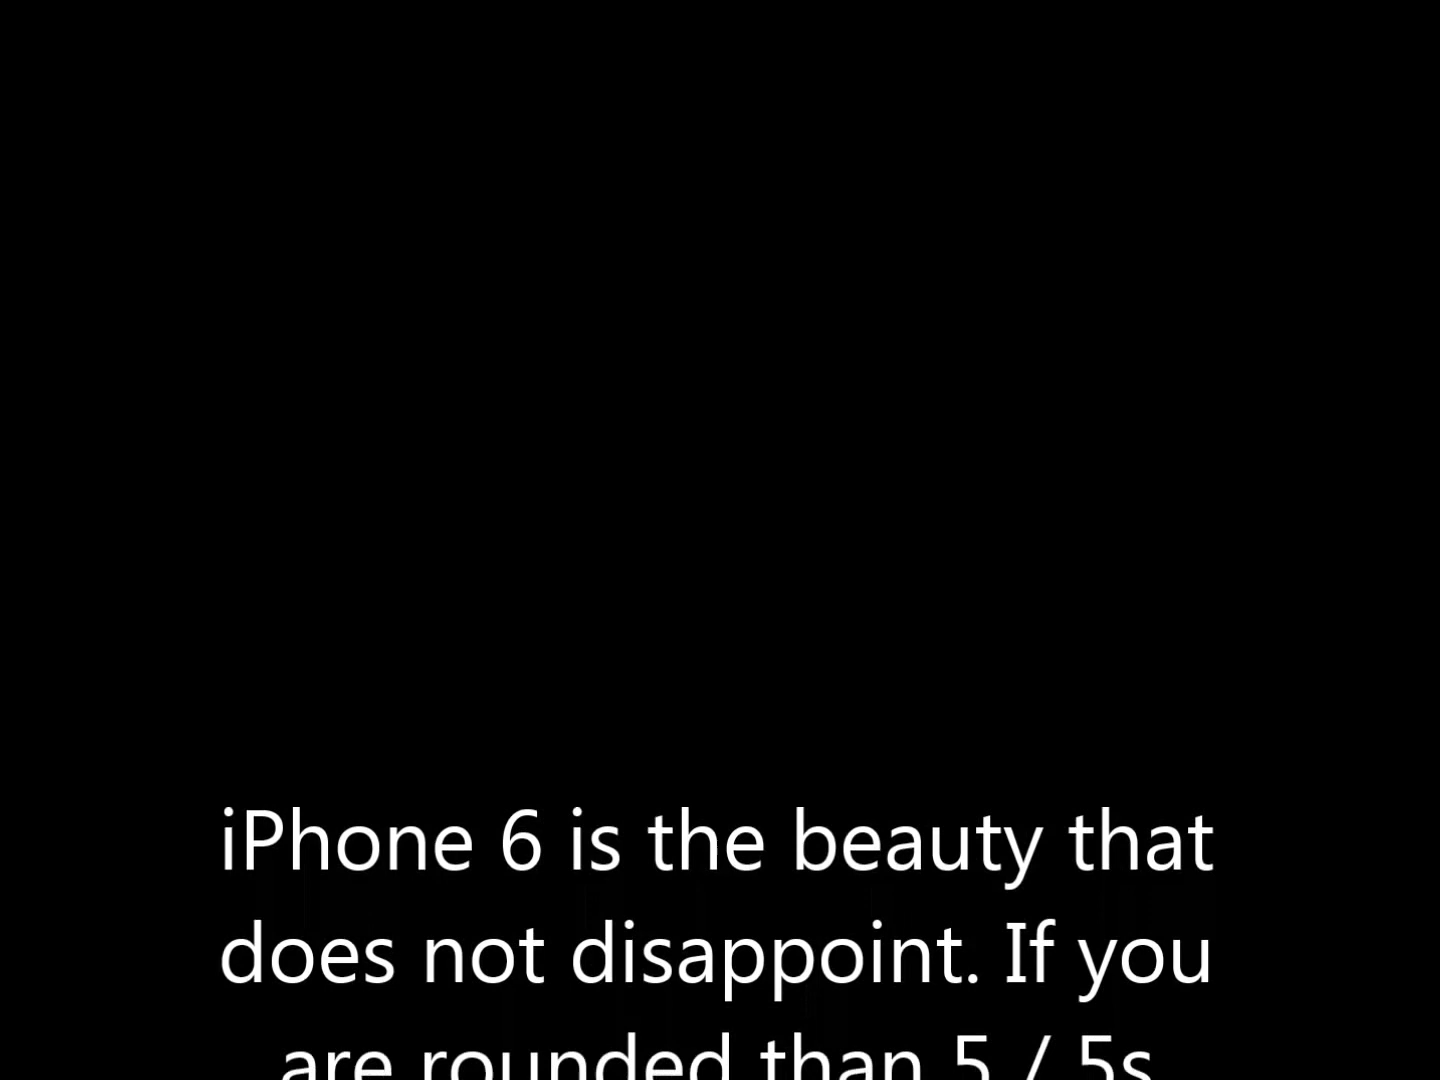 iPhone 6 is the beauty that
does not disappoint. If you
are rounded than 5 / 5s